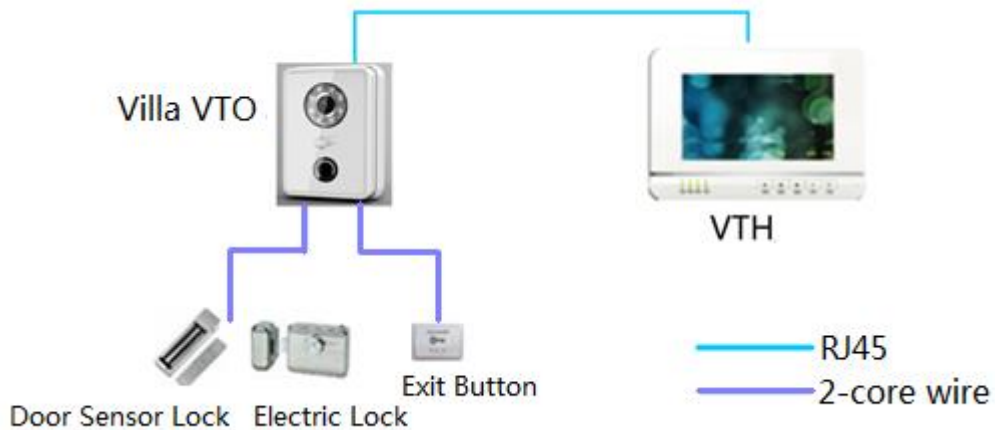 Villa VTO
VTH
Door Sensor Lock
Electric Lock
Exit Button
RJ45
2-core wire